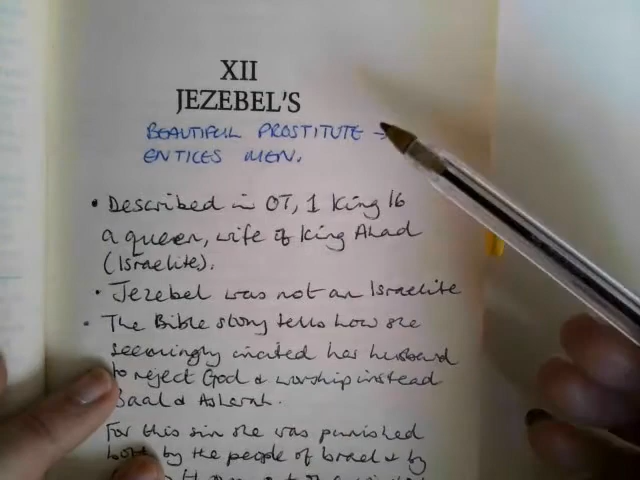 XII
JEZEBEL'S
BEAUTIFUL PROSTITUTE →
ENTICES MEN.
• Described in OT, 1 King 16
a queen, wife of King Ahad
(Israelite).
• Jezebel was not an Israelite
• The Bible story tells how she
seemingly incited her husband
to reject God & worship instead
Baal & Asherah.
For this sin she was punished
both by the people of Israel & by